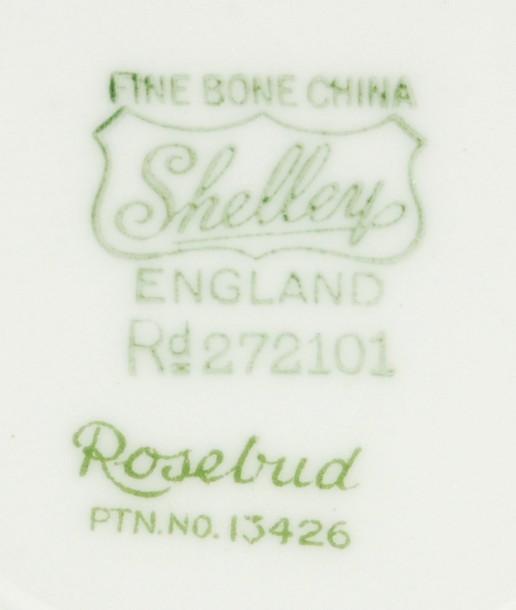 FINE BONE CHINA
Shelley
ENGLAND
Rd 272101
Rosebud
PTN.NO. 13426